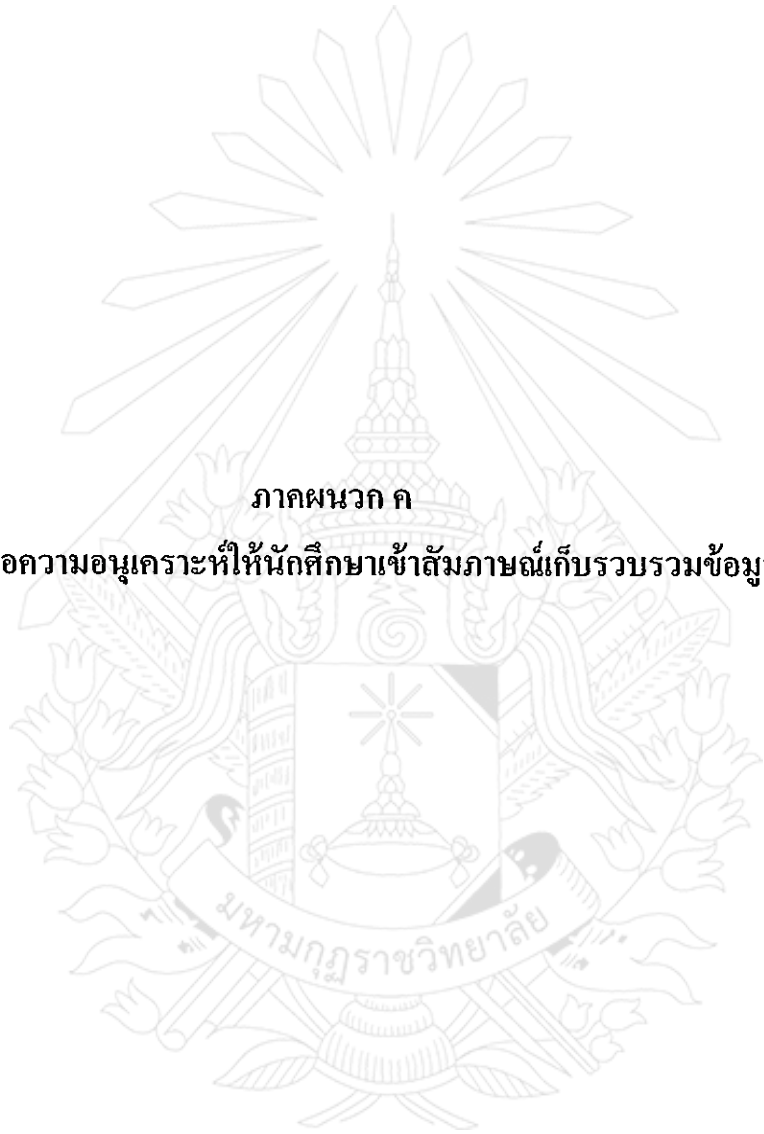 ภาคผนวก ค
อความอนุเคราะห์ให้นักศึกษาเข้าสัมภาษณ์เก็บรวบรวมข้อมู
มหามกุฏราชวิทยาลัย